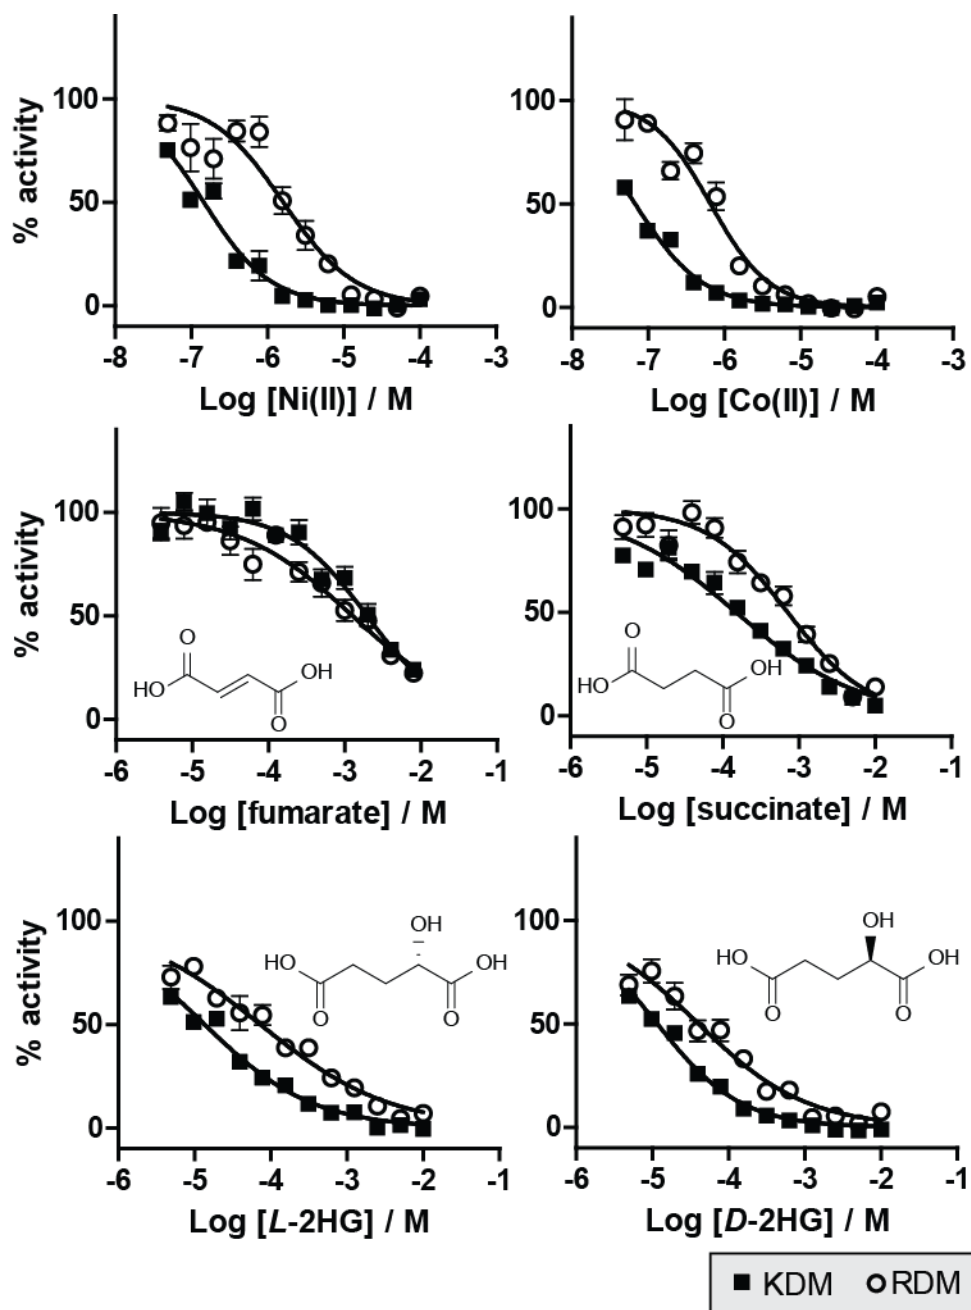 % activity
100
50
0
-8 -7 -6 -5 -4 -3
Log [Ni(II)] / M
100
50
0
-8 -7 -6 -5 -4 -3
Log [Co(II)] / M
% activity
100
50
0
O
HO
OH
O
-6 -5 -4 -3 -2 -1
Log [fumarate] / M
100
50
0
O
OH
HO
O
-6 -5 -4 -3 -2 -1
Log [succinate] / M
% activity
100
50
0
OH
HO
OH
O
O
-6 -5 -4 -3 -2 -1
Log [L-2HG] / M
100
50
0
OH
HO
OH
O
O
-6 -5 -4 -3 -2 -1
Log [D-2HG] / M
KDM RDM